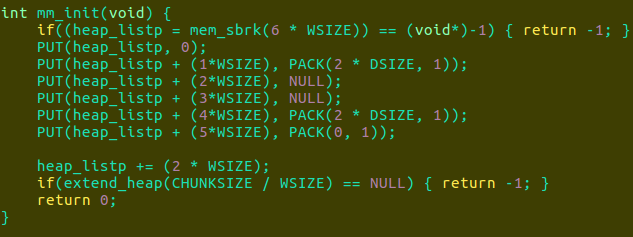 int mm_init(void) {
    if((heap_listp = mem_sbrk(6 * WSIZE)) == (void*)-1) { return -1; }
    PUT(heap_listp, 0);
    PUT(heap_listp + (1*WSIZE), PACK(2 * DSIZE, 1));
    PUT(heap_listp + (2*WSIZE), NULL);
    PUT(heap_listp + (3*WSIZE), NULL);
    PUT(heap_listp + (4*WSIZE), PACK(2 * DSIZE, 1));
    PUT(heap_listp + (5*WSIZE), PACK(0, 1));

    heap_listp += (2 * WSIZE);
    if(extend_heap(CHUNKSIZE / WSIZE) == NULL) { return -1; }
    return 0;
}